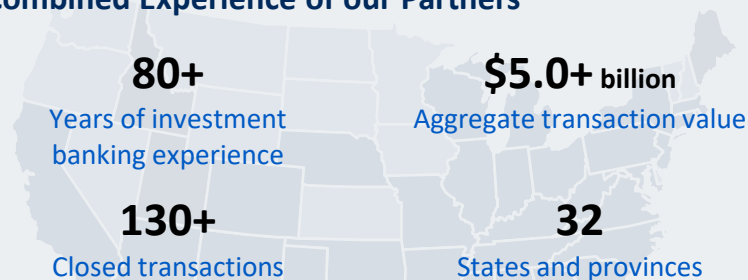 Combined Experience of our Partners
80+
Years of investment
banking experience
$5.0+ billion
Aggregate transaction value
130+
Closed transactions
32
States and provinces